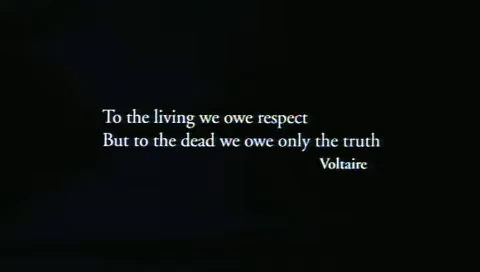 To the living we owe respect
But to the dead we owe only the truth
Voltaire